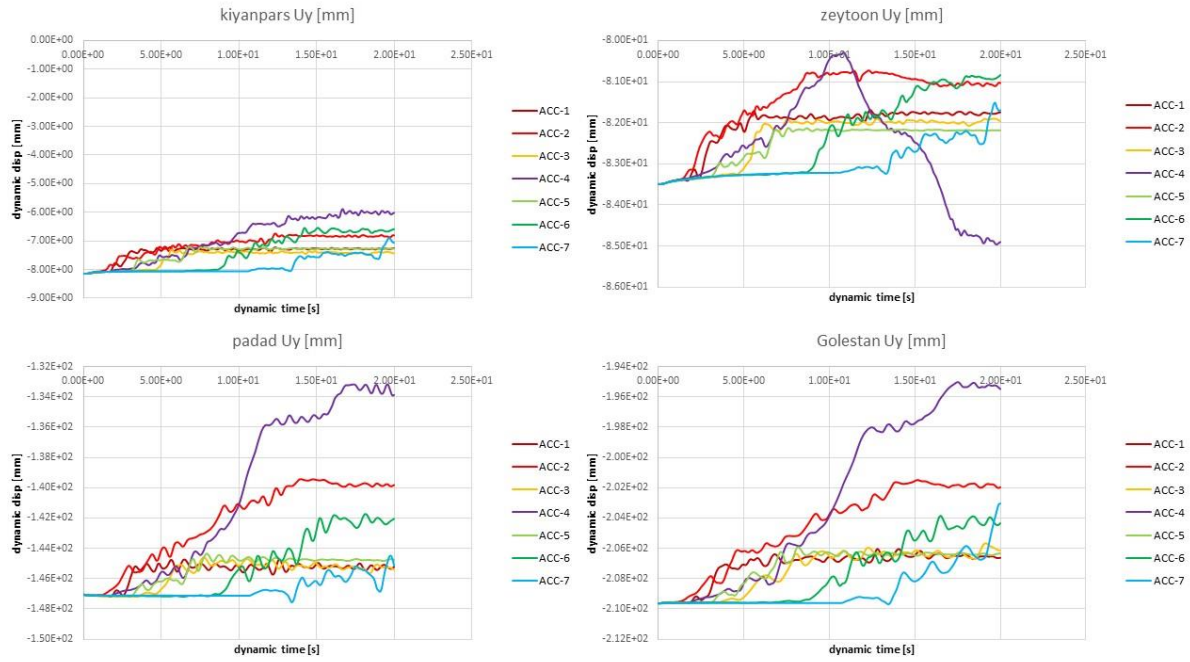 kiyanpars Uy [mm]
0.00E+00
0.00E+00 5.00E+00 1.00E+01 1.50E+01 2.00E+01 2.50E+01
-1.00E+00
-2.00E+00
-3.00E+00
-4.00E+00
-5.00E+00
-6.00E+00
-7.00E+00
-8.00E+00
-9.00E+00
dynamic disp [mm]
dynamic time [s]
ACC-1
ACC-2
ACC-3
ACC-4
ACC-5
ACC-6
ACC-7
zeytoon Uy [mm]
-8.00E+01
0.00E+00 5.00E+00 1.00E+01 1.50E+01 2.00E+01 2.50E+01
-8.10E+01
-8.20E+01
-8.30E+01
-8.40E+01
-8.50E+01
-8.60E+01
dynamic disp [mm]
dynamic time [s]
ACC-1
ACC-2
ACC-3
ACC-4
ACC-5
ACC-6
ACC-7
padad Uy [mm]
-1.32E+02
0.00E+00 5.00E+00 1.00E+01 1.50E+01 2.00E+01 2.50E+01
-1.34E+02
-1.36E+02
-1.38E+02
-1.40E+02
-1.42E+02
-1.44E+02
-1.46E+02
-1.48E+02
-1.50E+02
dynamic disp [mm]
dynamic time [s]
ACC-1
ACC-2
ACC-3
ACC-4
ACC-5
ACC-6
ACC-7
Golestan Uy [mm]
-1.94E+02
0.00E+00 5.00E+00 1.00E+01 1.50E+01 2.00E+01 2.50E+01
-1.96E+02
-1.98E+02
-2.00E+02
-2.02E+02
-2.04E+02
-2.06E+02
-2.08E+02
-2.10E+02
-2.12E+02
dynamic disp [mm]
dynamic time [s]
ACC-1
ACC-2
ACC-3
ACC-4
ACC-5
ACC-6
ACC-7